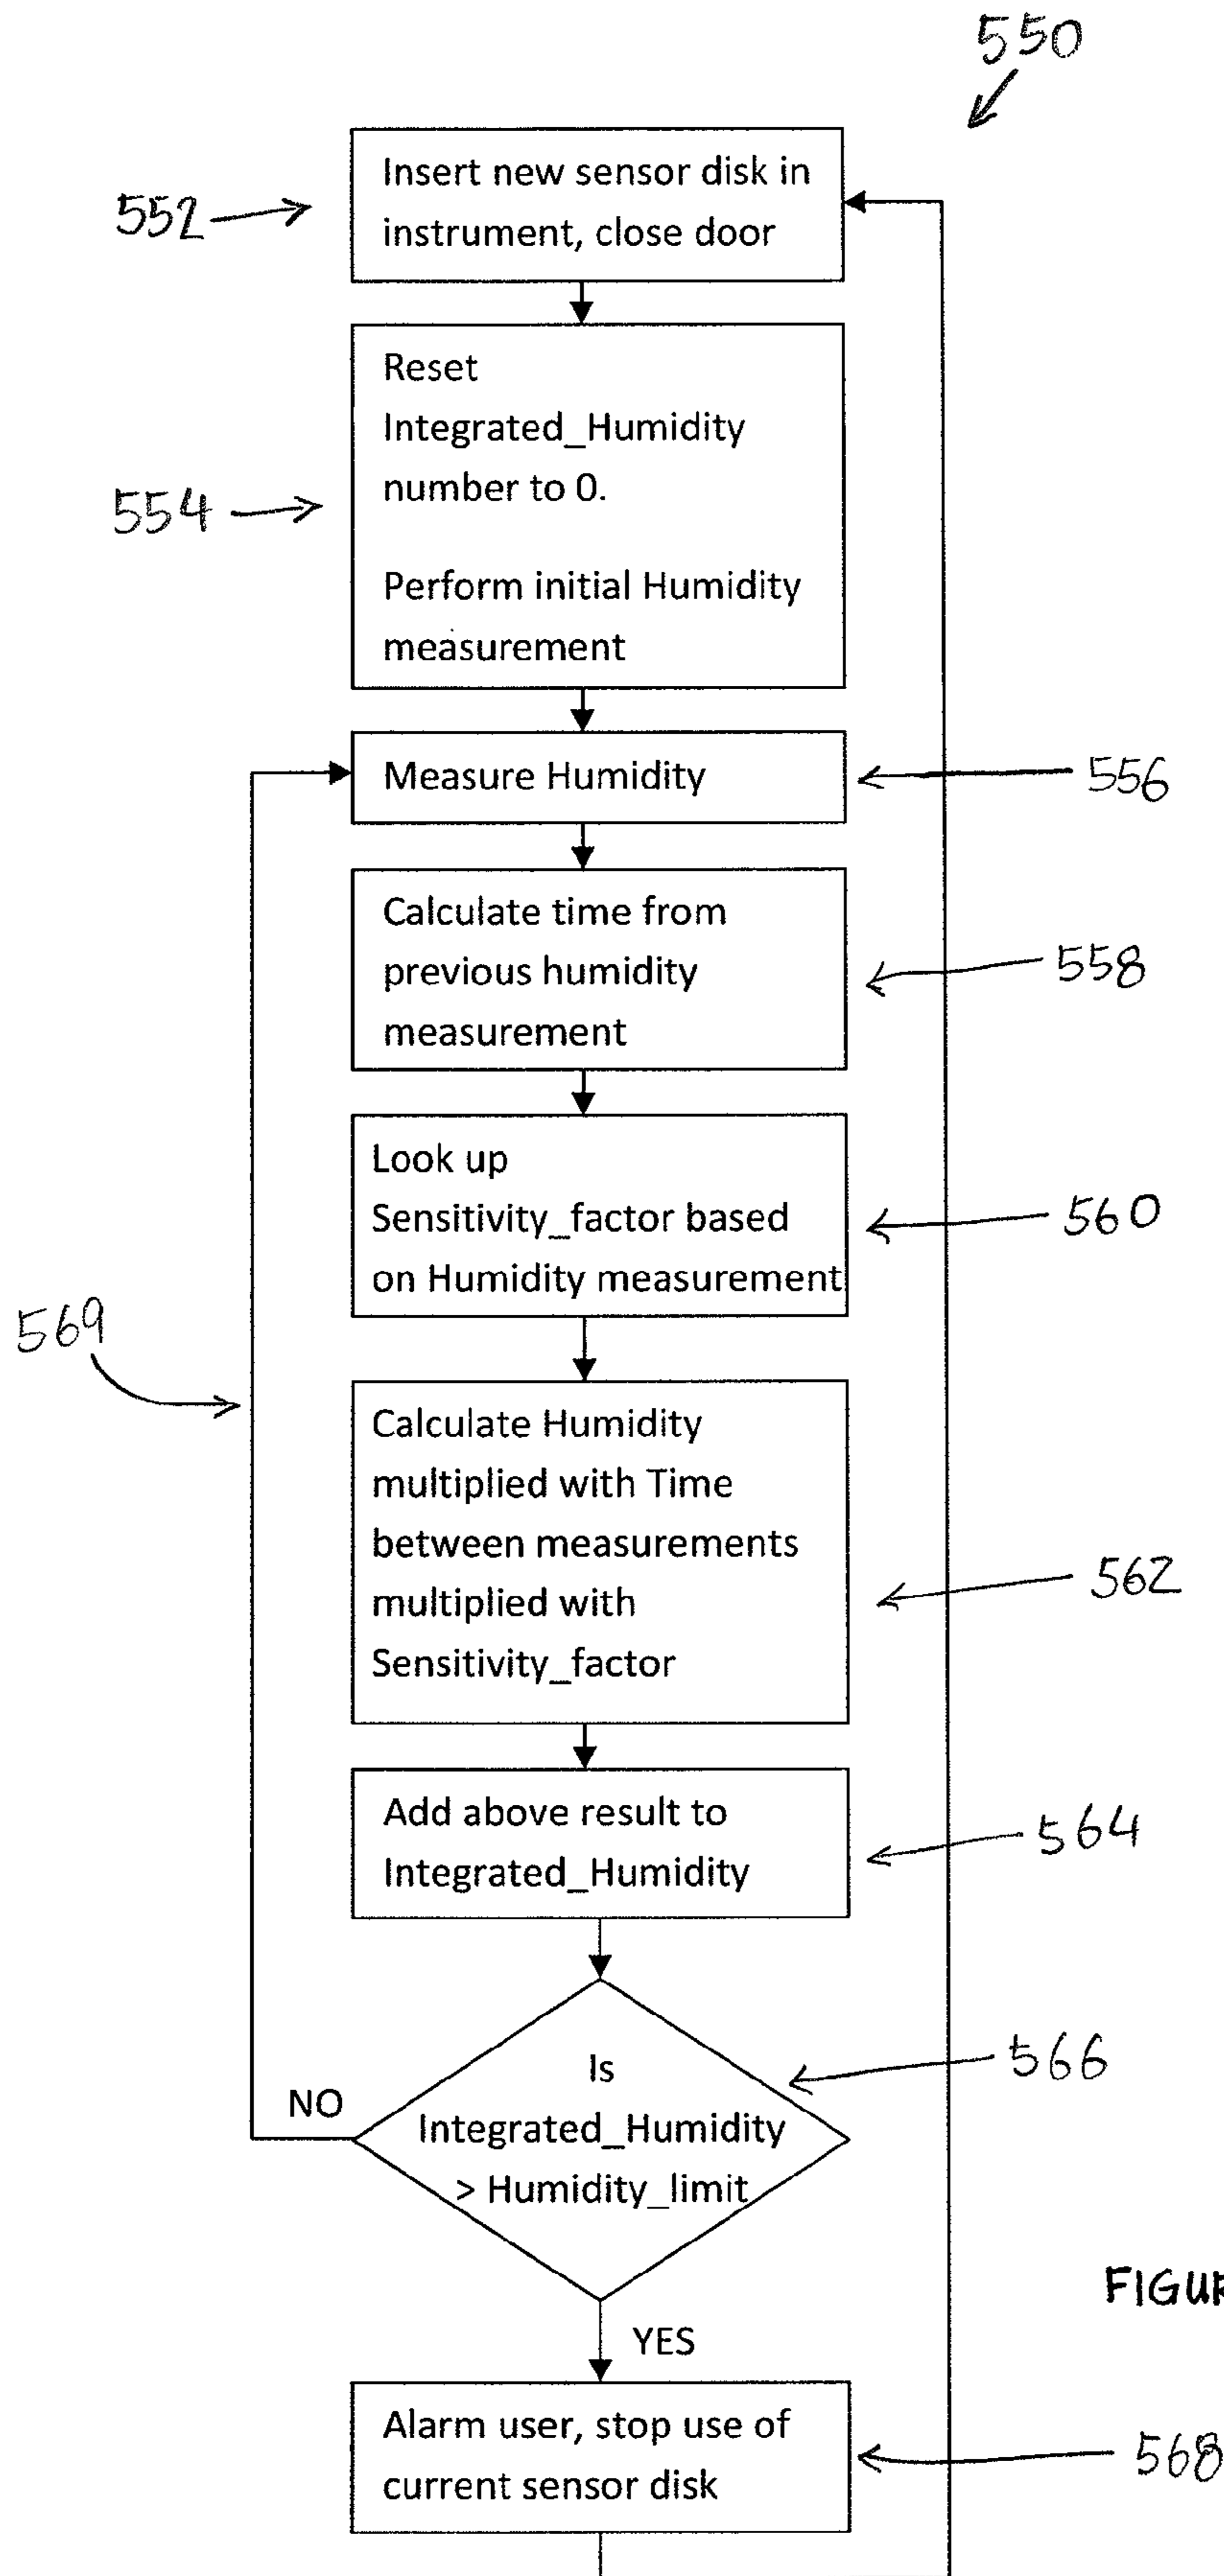 550
Insert new sensor disk in
instrument, close door
552
Reset
Integrated_Humidity
number to 0.
Perform initial Humidity
measurement
554
Measure Humidity
556
Calculate time from
previous humidity
measurement
558
Look up
Sensitivity_factor based
on Humidity measurement
560
569
Calculate Humidity
multiplied with Time
between measurements
multiplied with
Sensitivity_factor
562
Add above result to
Integrated_Humidity
564
Is
Integrated_Humidity
> Humidity_limit
566
NO
YES
Alarm user, stop use of
current sensor disk
568